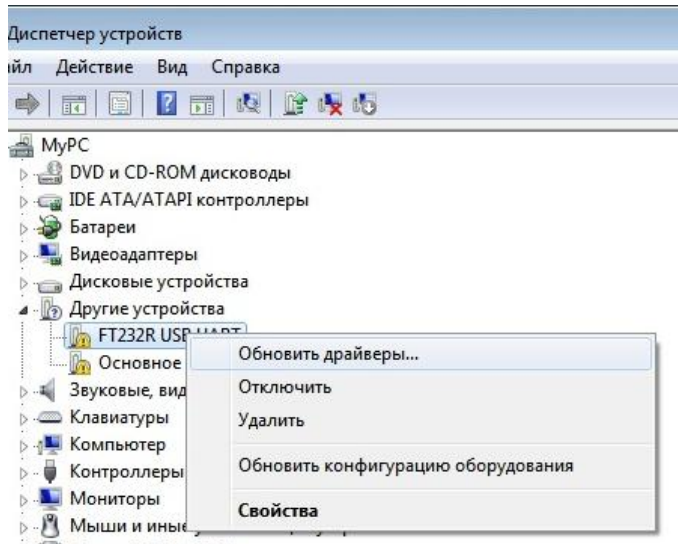 Диспетчер устройств
йл Действие Вид Справка
MyPC
DVD и CD-ROM дисководы
IDE ATA/ATAPI контроллеры
Батареи
Видеоадаптеры
Дисковые устройства
Другие устройства
FT232R USB UART
Обновить драйверы...
Основное
Отключить
Звуковые, вид
Клавиатуры
Удалить
Компьютер
Контроллеры
Обновить конфигурацию оборудования
Мониторы
Свойства
Мыши и иные